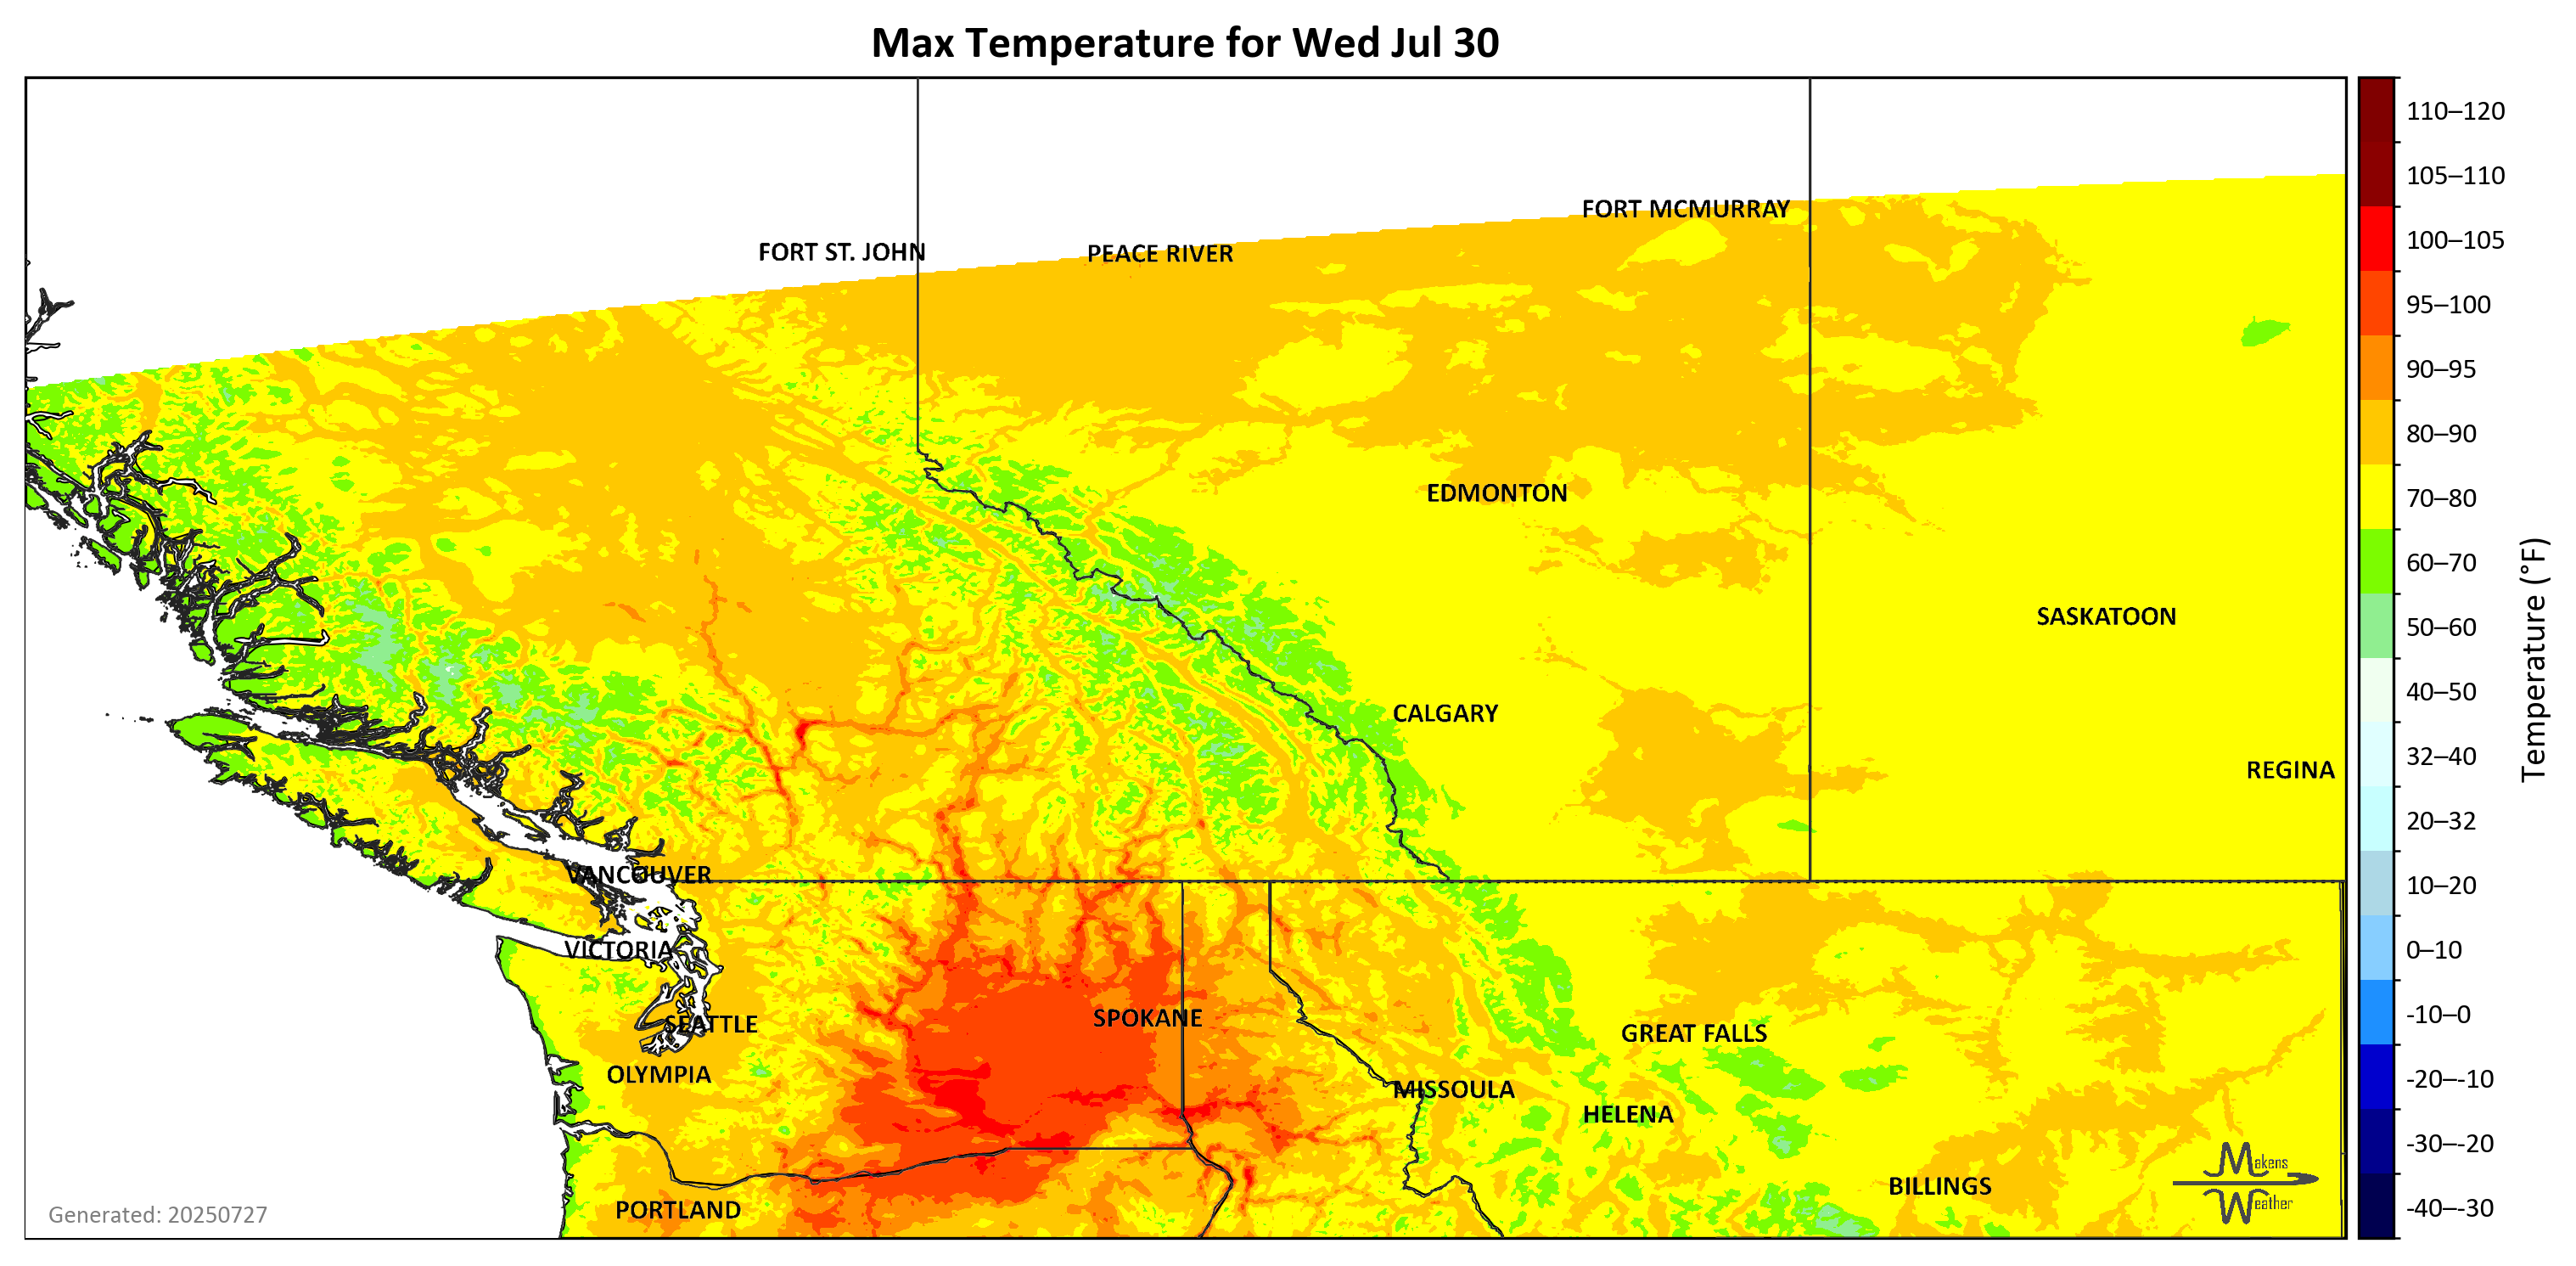 Max Temperature for Wed Jul 30
FORT MCMURRAY
FORT ST. JOHN
PEACE RIVER
EDMONTON
SASKATOON
CALGARY
REGINA
VANCOUVER
VICTORIA
SEATTLE
SPOKANE
GREAT FALLS
OLYMPIA
MISSOULA
HELENA
BILLINGS
PORTLAND
Makens
Weather
Generated: 20250727
110–120
105–110
100–105
95–100
90–95
80–90
70–80
60–70
50–60
40–50
32–40
20–32
10–20
0–10
-10–0
-20–-10
-30–-20
-40–-30
Temperature (°F)